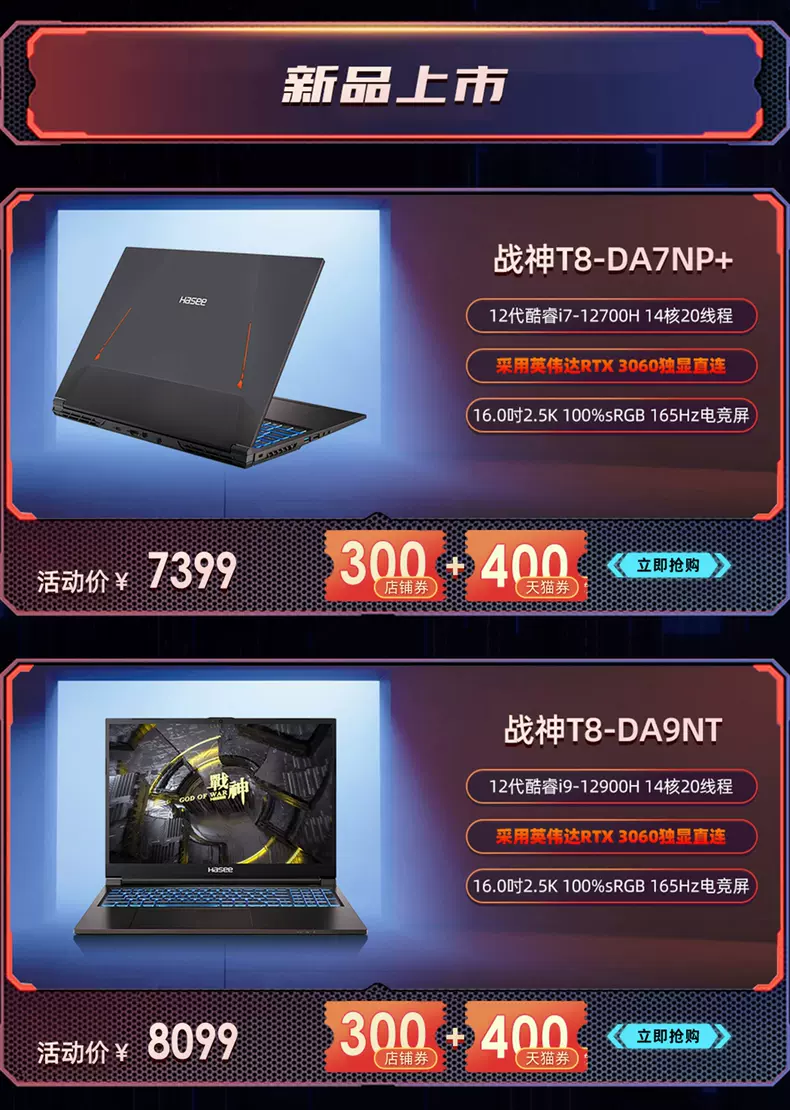 新品上市
Hasee
战神T8-DA7NP+
12代酷睿i7-12700H 14核20线程
采用英伟达RTX 3060独显直连
16.0吋2.5K 100%sRGB 165Hz电竞屏
活动价¥ 7399
300 店铺券 + 400 天猫券
立即抢购
战神T8-DA9NT
戰神
GOD OF WAR
Hasee
12代酷睿i9-12900H 14核20线程
采用英伟达RTX 3060独显直连
16.0吋2.5K 100%sRGB 165Hz电竞屏
活动价¥ 8099
300 店铺券 + 400 天猫券
立即抢购